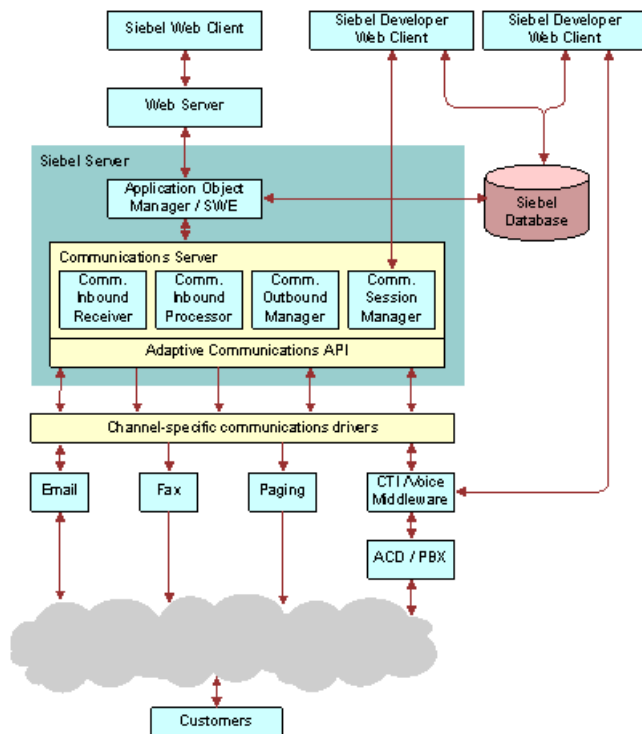 Siebel Web Client
Siebel Developer
Web Client
Siebel Developer
Web Client
Web Server
Siebel Server
Application Object
Manager / SWE
Siebel
Database
Communications Server
Comm.
Inbound
Receiver
Comm.
Inbound
Processor
Comm.
Outbound
Manager
Comm.
Session
Manager
Adaptive Communications API
Channel-specific communications drivers
Email
Fax
Paging
CTI /Voice
Middleware
ACD / PBX
Customers